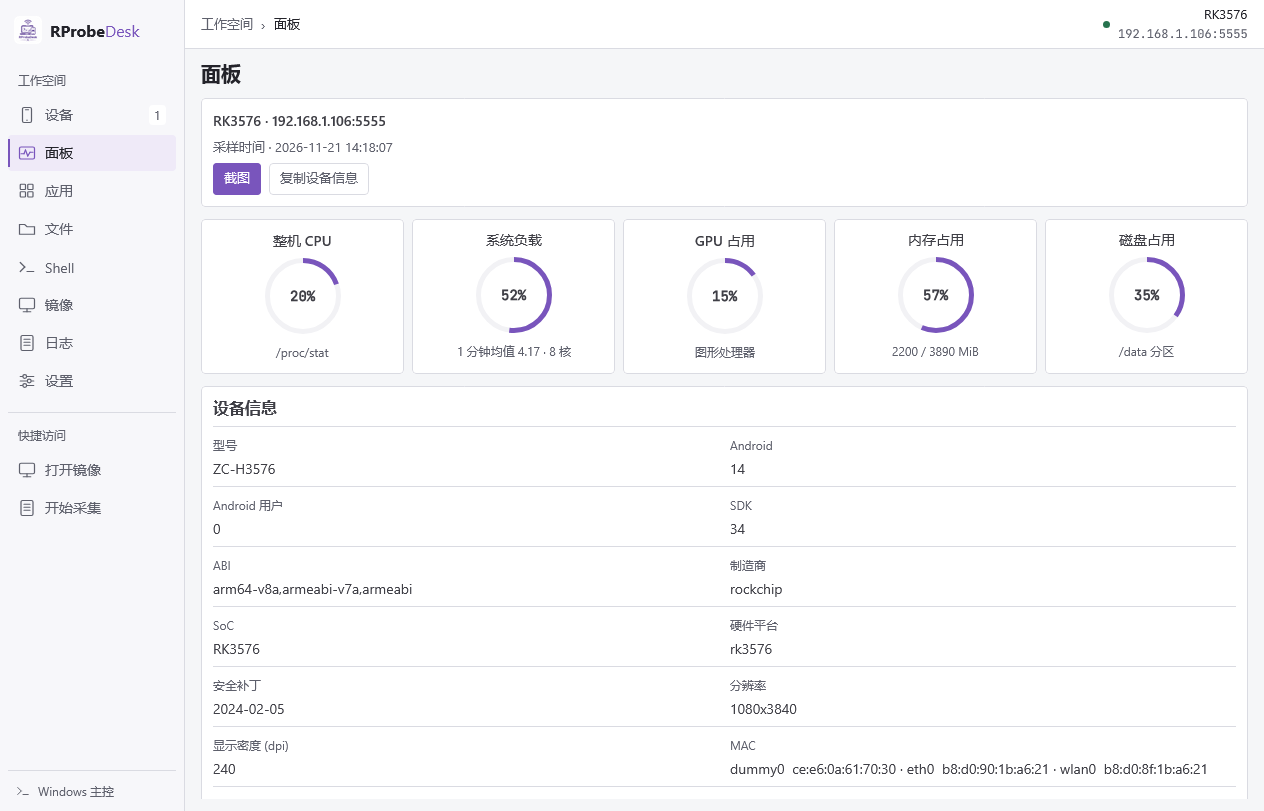 RProbeDesk
工作空间
设备 1
面板
应用
文件
Shell
镜像
日志
设置
快捷访问
打开镜像
开始采集
Windows 主控
工作空间 › 面板
RK3576
192.168.1.106:5555
面板
RK3576 · 192.168.1.106:5555
采样时间 · 2026-11-21 14:18:07
截图 复制设备信息
整机 CPU
20%
/proc/stat
系统负载
52%
1 分钟均值 4.17 · 8 核
GPU 占用
15%
图形处理器
内存占用
57%
2200 / 3890 MiB
磁盘占用
35%
/data 分区
设备信息
型号
ZC-H3576
Android
14
Android 用户
0
SDK
34
ABI
arm64-v8a,armeabi-v7a,armeabi
制造商
rockchip
SoC
RK3576
硬件平台
rk3576
安全补丁
2024-02-05
分辨率
1080x3840
显示密度 (dpi)
240
MAC
dummy0 ce:e6:0a:61:70:30 · eth0 b8:d0:90:1b:a6:21 · wlan0 b8:d0:8f:1b:a6:21